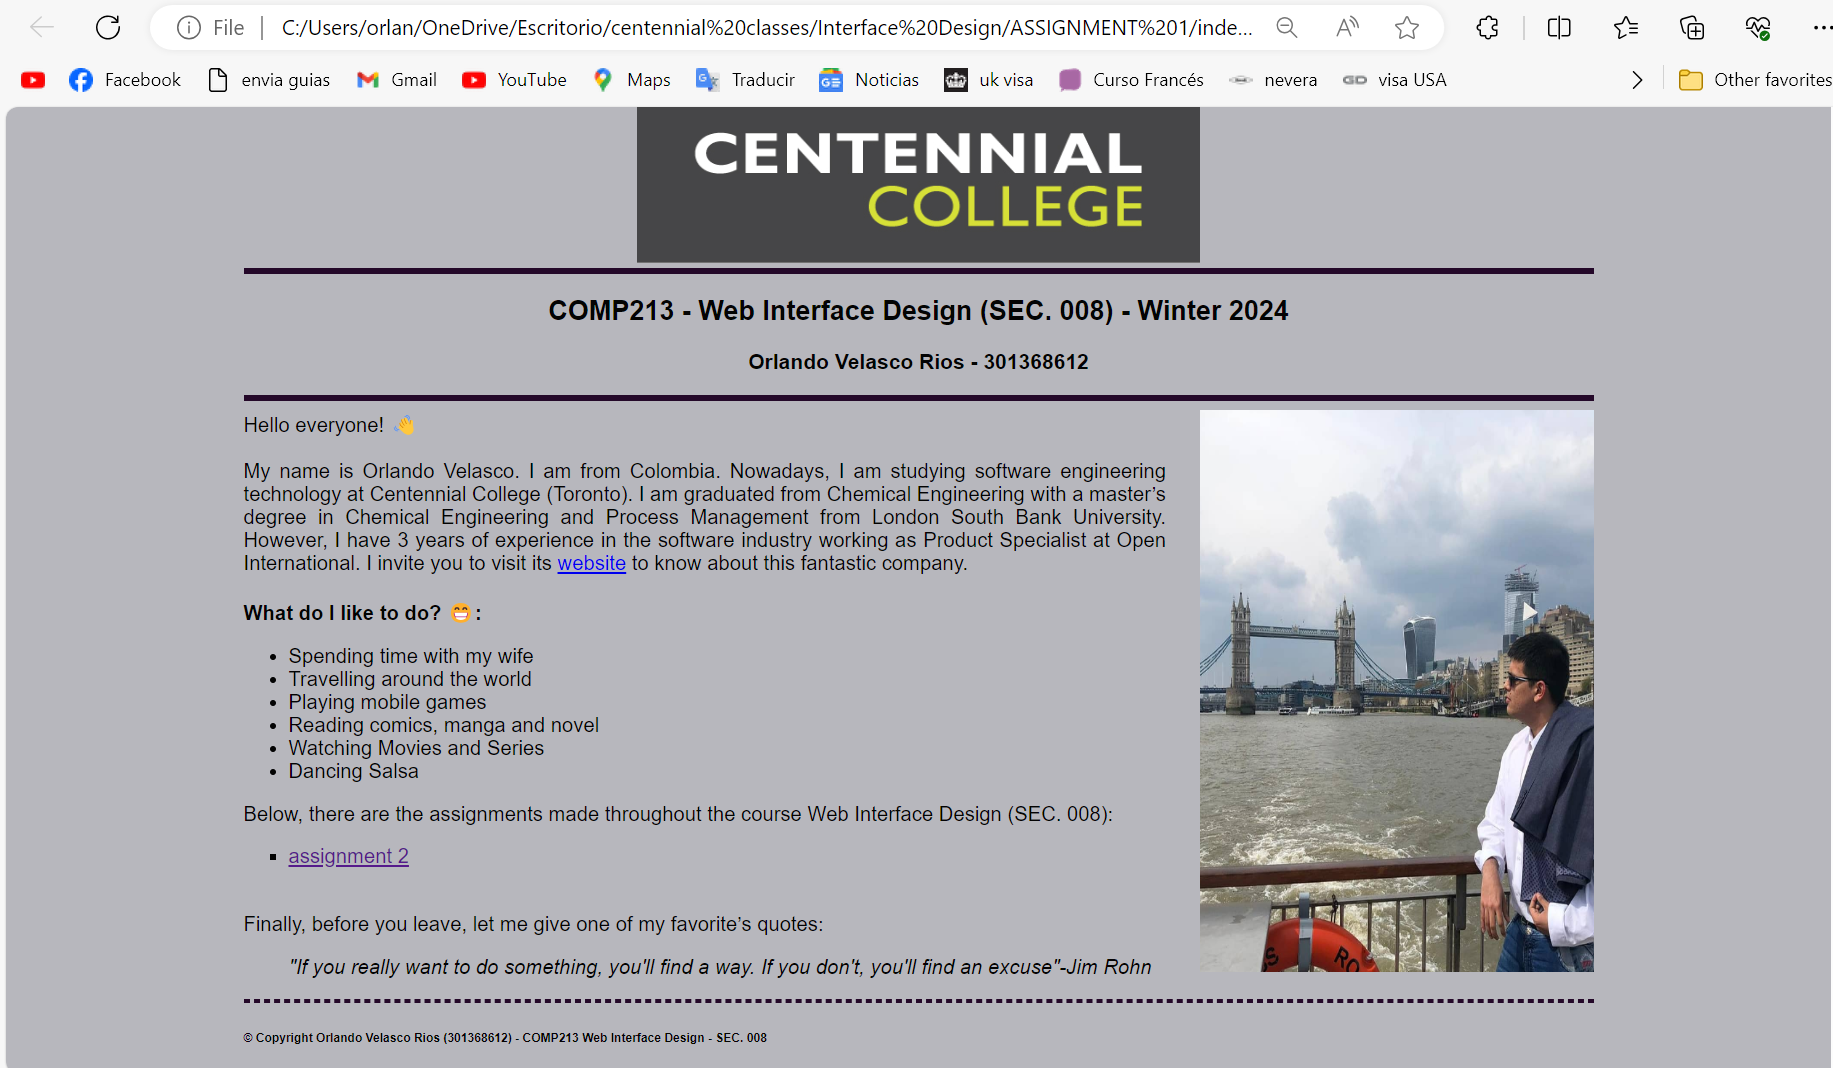 File C:/Users/orlan/OneDrive/Escritorio/centennial%20classes/Interface%20Design/ASSIGNMENT%201/inde...
Facebook envia guias Gmail YouTube Maps Traducir Noticias uk visa Curso Francés nevera GD visa USA Other favorites
CENTENNIAL
COLLEGE
COMP213 - Web Interface Design (SEC. 008) - Winter 2024
Orlando Velasco Rios - 301368612
Hello everyone! 👋
My name is Orlando Velasco. I am from Colombia. Nowadays, I am studying software engineering
technology at Centennial College (Toronto). I am graduated from Chemical Engineering with a master’s
degree in Chemical Engineering and Process Management from London South Bank University.
However, I have 3 years of experience in the software industry working as Product Specialist at Open
International. I invite you to visit its website to know about this fantastic company.
What do I like to do? 😁:
• Spending time with my wife
• Travelling around the world
• Playing mobile games
• Reading comics, manga and novel
• Watching Movies and Series
• Dancing Salsa
Below, there are the assignments made throughout the course Web Interface Design (SEC. 008):
▪ assignment 2
Finally, before you leave, let me give one of my favorite’s quotes:
"If you really want to do something, you'll find a way. If you don't, you'll find an excuse"-Jim Rohn
© Copyright Orlando Velasco Rios (301368612) - COMP213 Web Interface Design - SEC. 008